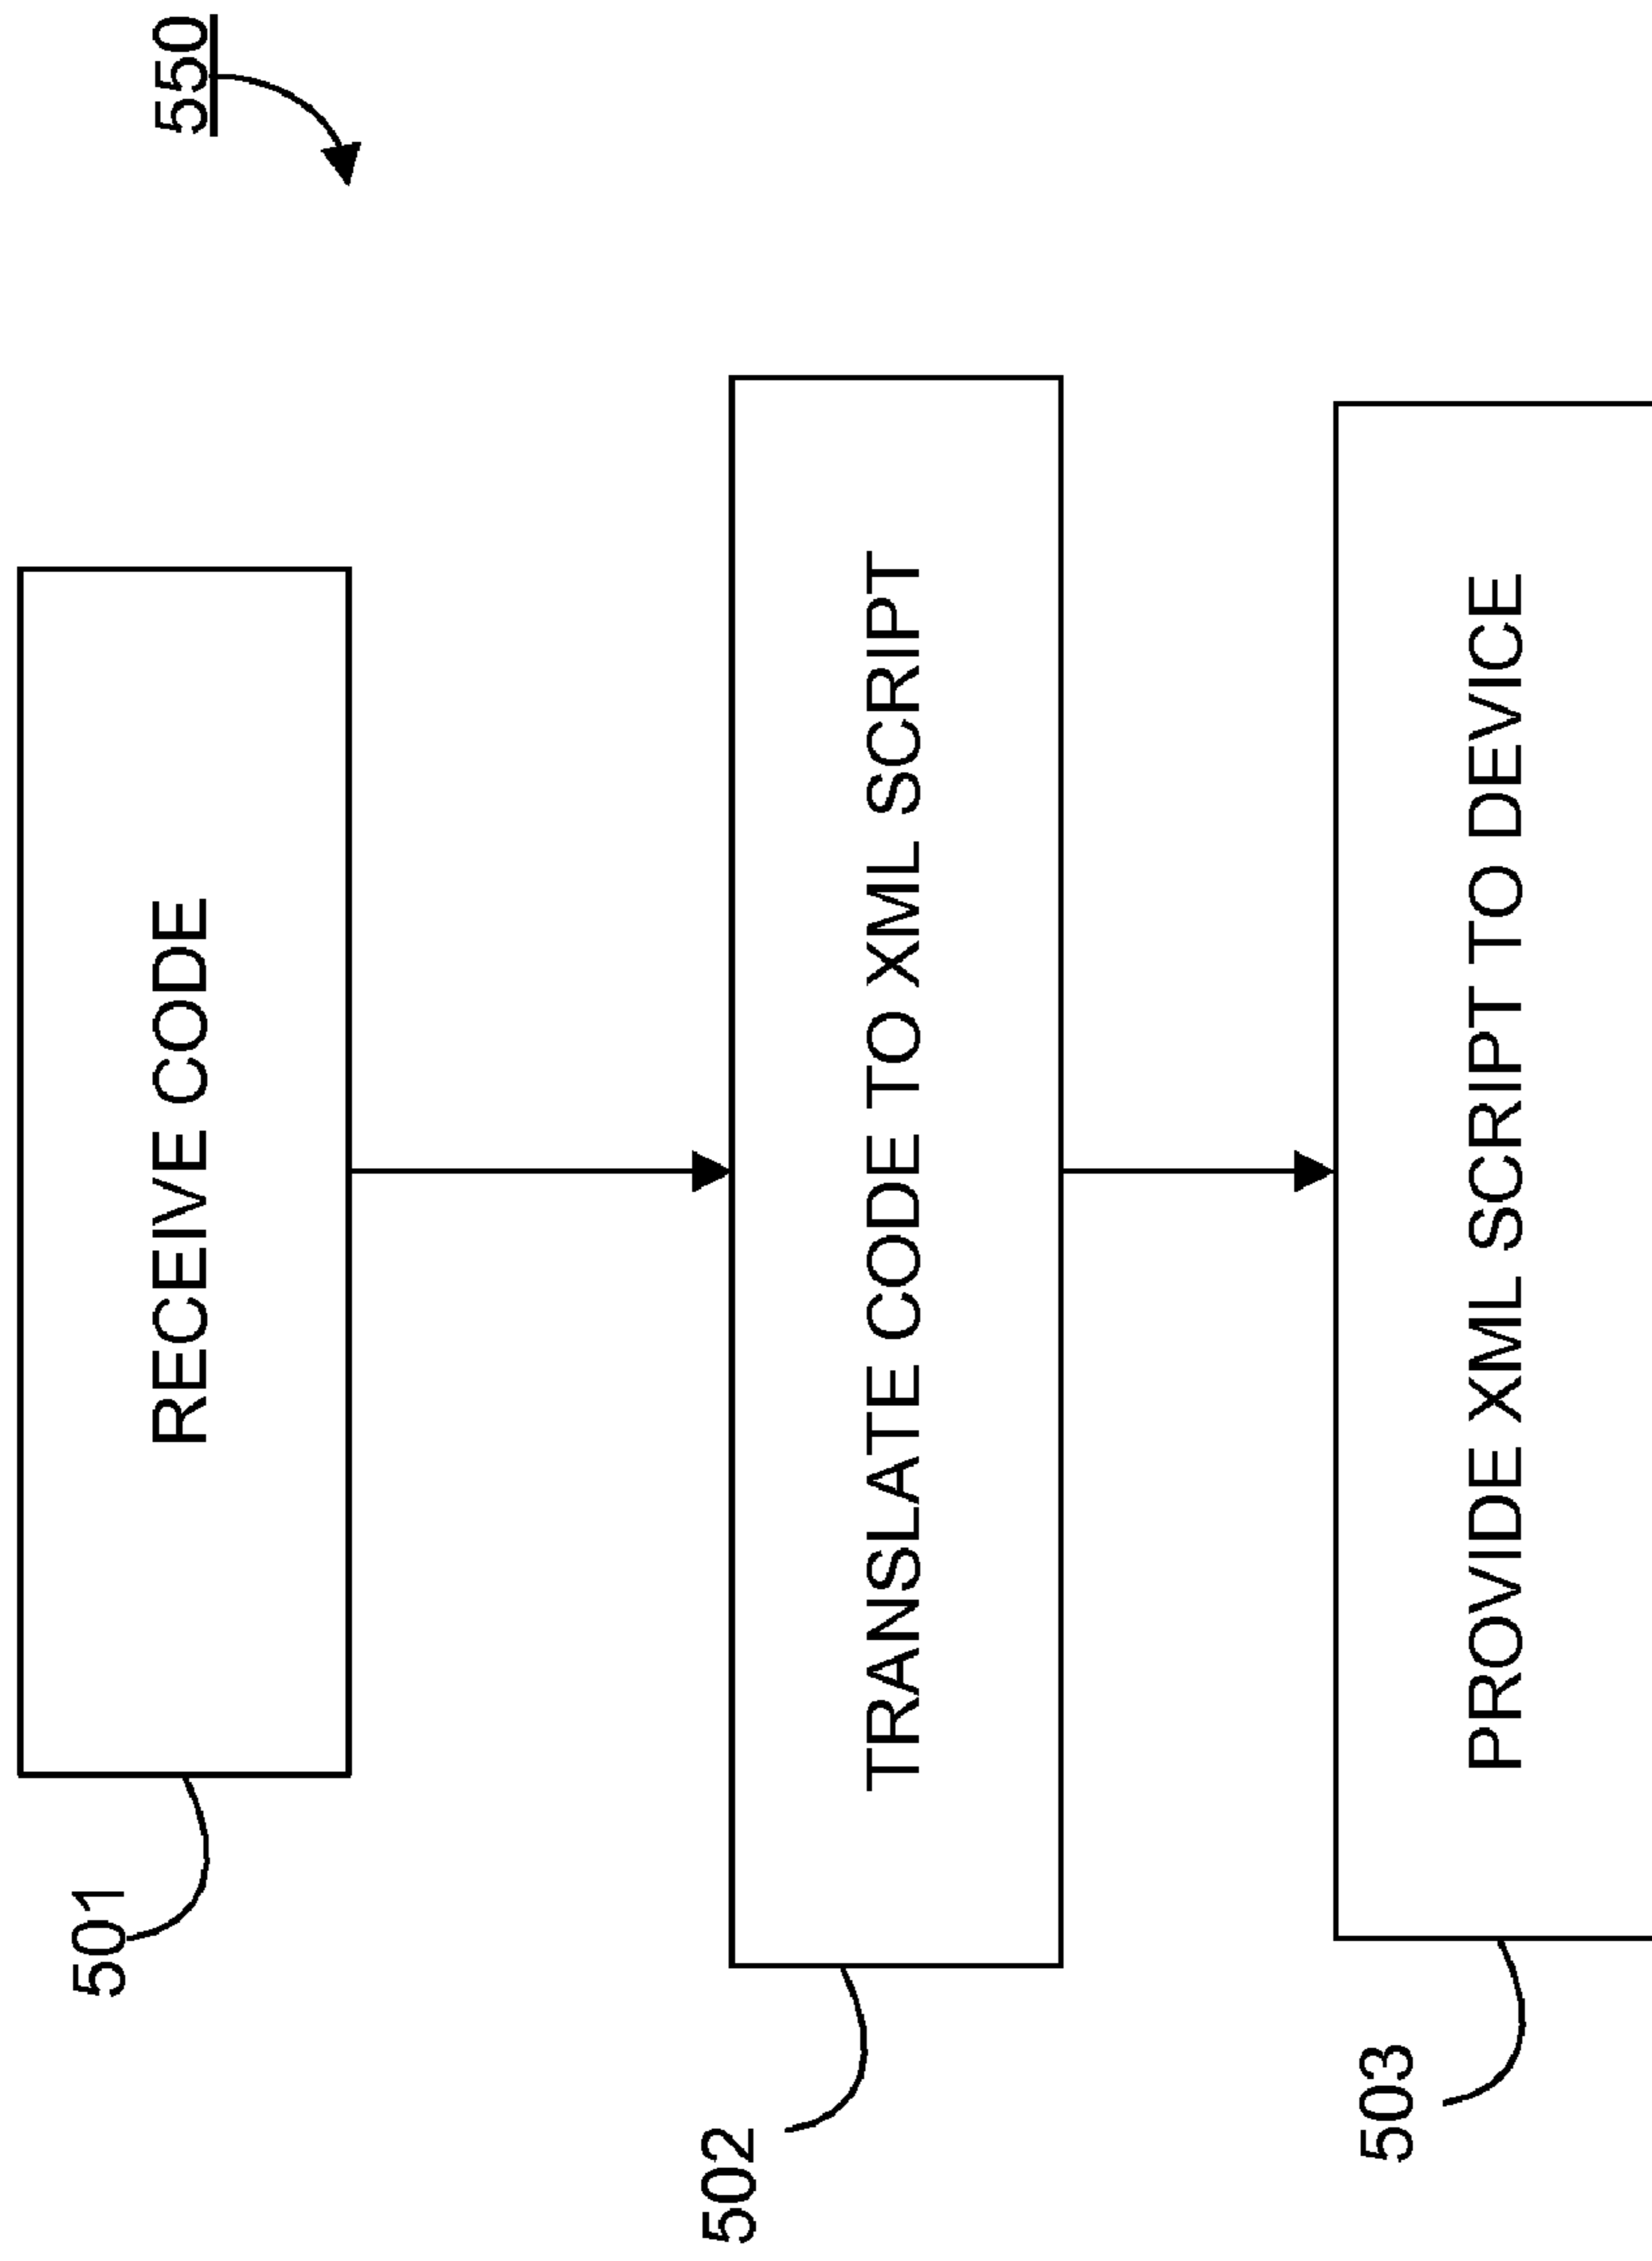 550
RECEIVE CODE
501
TRANSLATE CODE TO XML SCRIPT
502
PROVIDE XML SCRIPT TO DEVICE
503